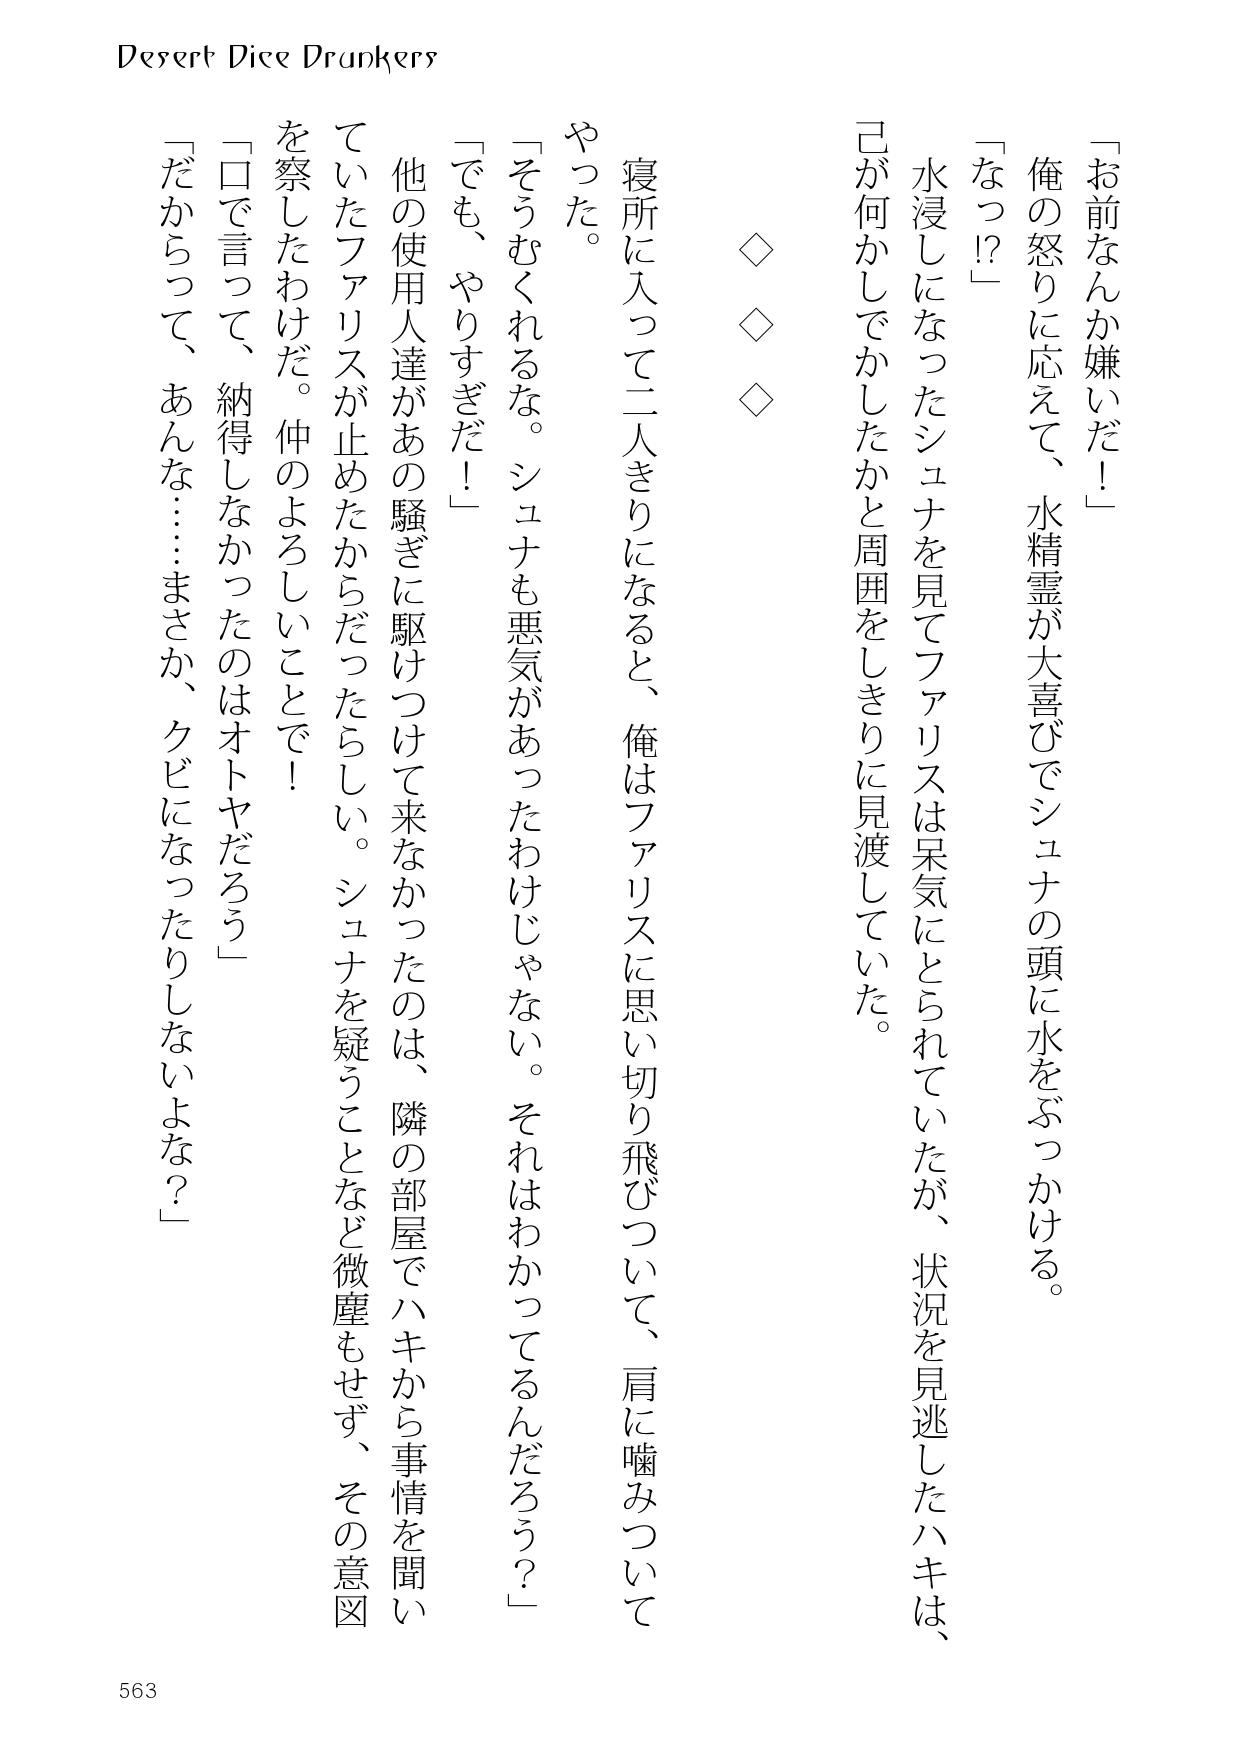 Desert Dice Drunkers
「お前なんか嫌いだ！」
　俺の怒りに応えて、水精霊が大喜びでシュナの頭に水をぶっかける。
「なっ!?」
　水浸しになったシュナを見てファリスは呆気にとられていたが、状況を見逃したハキは、
己が何かしでかしたかと周囲をしきりに見渡していた。
◇　◇　◇
　寝所に入って二人きりになると、俺はファリスに思い切り飛びついて、肩に噛みついて
やった。
「そうむくれるな。シュナも悪気があったわけじゃない。それはわかってるんだろう？」
「でも、やりすぎだ！」
　他の使用人達があの騒ぎに駆けつけて来なかったのは、隣の部屋でハキから事情を聞い
ていたファリスが止めたからだったらしい。シュナを疑うことなど微塵もせず、その意図
を察したわけだ。仲のよろしいことで！
「口で言って、納得しなかったのはオトヤだろう」
「だからって、あんな……まさか、クビになったりしないよな？」
563